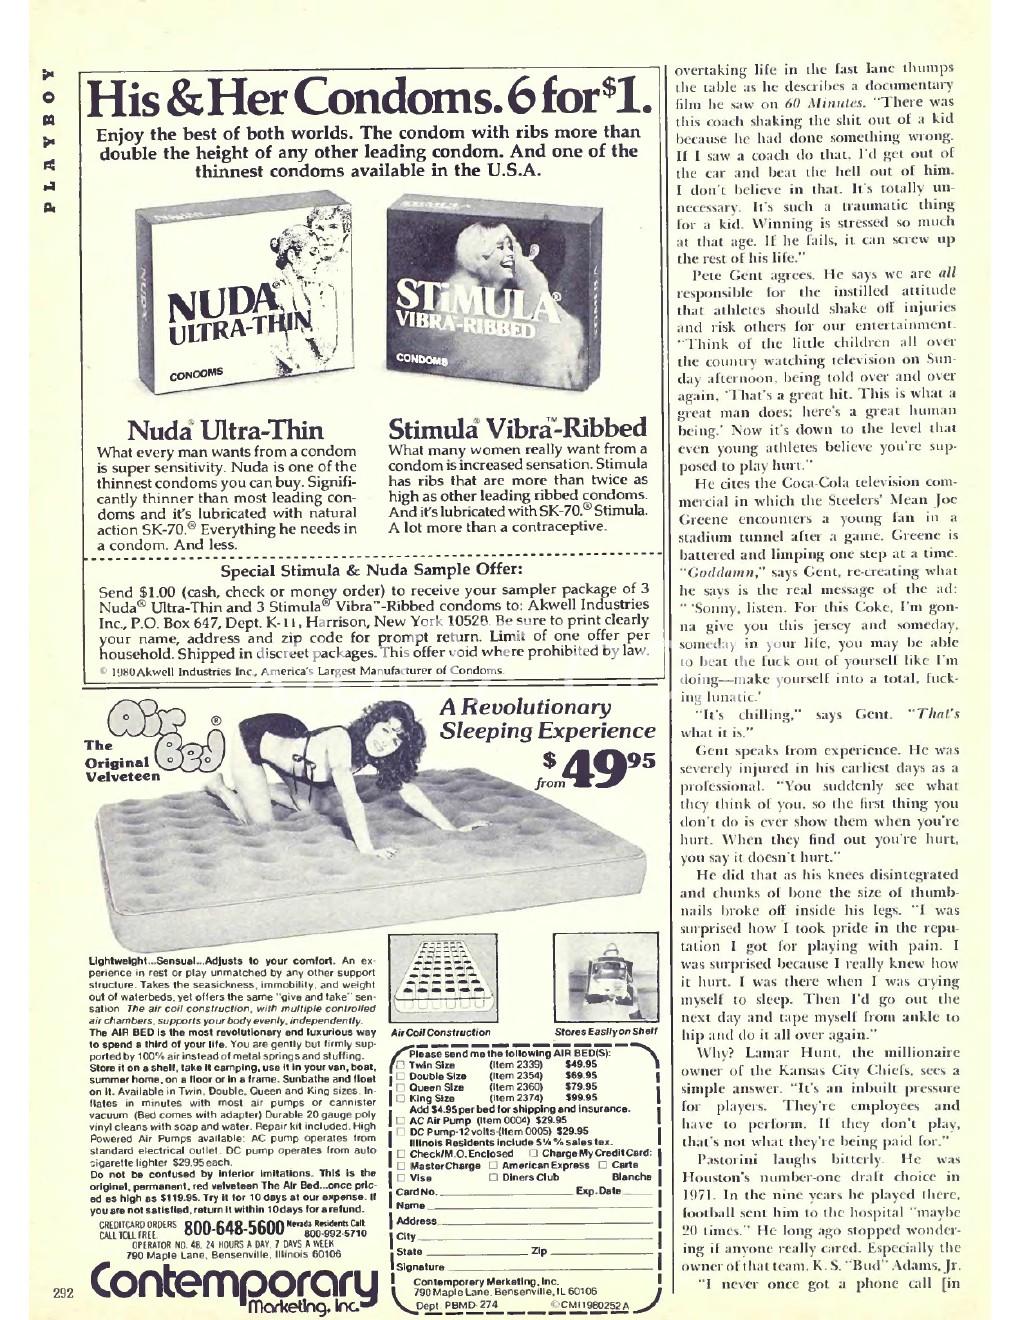 PLAYBOY
His & Her Condoms. 6 for $1.
Enjoy the best of both worlds. The condom with ribs more than
double the height of any other leading condom. And one of the
thinnest condoms available in the U.S.A.
NUDA®
ULTRA-THIN
CONDOMS
NUDA
STIMULA
STiMULA®
VIBRA-RIBBED
CONDOMS
Nuda® Ultra-Thin
What every man wants from a condom
is super sensitivity. Nuda is one of the
thinnest condoms you can buy. Signifi-
cantly thinner than most leading con-
doms and it's lubricated with natural
action SK-70.® Everything he needs in
a condom. And less.
Stimula® Vibra™-Ribbed
What many women really want from a
condom is increased sensation. Stimula
has ribs that are more than twice as
high as other leading ribbed condoms.
And it's lubricated with SK-70.® Stimula.
A lot more than a contraceptive.
Special Stimula & Nuda Sample Offer:
Send $1.00 (cash, check or money order) to receive your sampler package of 3
Nuda® Ultra-Thin and 3 Stimula® Vibra™-Ribbed condoms to: Akwell Industries
Inc., P.O. Box 647, Dept. K-11, Harrison, New York 10528. Be sure to print clearly
your name, address and zip code for prompt return. Limit of one offer per
household. Shipped in discreet packages. This offer void where prohibited by law.
© 1980 Akwell Industries Inc., America's Largest Manufacturer of Condoms.
Air Bed®
The
Original
Velveteen
A Revolutionary
Sleeping Experience
from $49.95
Lightweight...Sensual...Adjusts to your comfort. An ex-
perience in rest or play unmatched by any other support
structure. Takes the seasickness, immobility, and weight
out of waterbeds, yet offers the same "give and take" sen-
sation The air coil construction, with multiple controlled
air chambers, supports your body evenly, independently.
The AIR BED is the most revolutionary and luxurious way
to spend a third of your life. You are gently but firmly sup-
ported by 100% air instead of metal springs and stuffing.
Store it on a shelf, take it camping, use it in your van, boat,
summer home, on a floor or in a frame. Sunbathe and float
on it. Available in Twin, Double, Queen and King sizes. In-
flates in minutes with most air pumps or cannister
vacuum (Bed comes with adapter) Durable 20 gauge poly
vinyl cleans with soap and water. Repair kit included. High
Powered Air Pumps available: AC pump operates from
standard electrical outlet. DC pump operates from auto
cigarette lighter $29.95 each.
Do not be confused by inferior imitations. This is the
original, permanent, red velveteen The Air Bed...once pric-
ed as high as $119.95. Try it for 10 days at our expense. If
you are not satisfied, return it within 10 days for a refund.
CREDIT CARD ORDERS CALL TOLL FREE. 800-648-5600 Nevada Residents Call: 800-992-5710
OPERATOR NO. 48, 24 HOURS A DAY, 7 DAYS A WEEK
790 Maple Lane, Bensenville, Illinois 60106
Contemporary
Marketing, Inc.
Air Coil Construction
Stores Easily on Shelf
Please send me the following AIR BED(S):
Twin Size (Item 2339) $49.95
Double Size (Item 2354) $69.95
Queen Size (Item 2360) $79.95
King Size (Item 2374) $99.95
Add $4.95 per bed for shipping and insurance.
AC Air Pump (Item 0004) $29.95
DC Pump-12 volts-(Item 0005) $29.95
Illinois Residents include 5¼% sales tex.
Check/M.O. Enclosed Charge My Credit Card:
Master Charge American Express Carte
Visa Diners Club Blanche
Card No. Exp. Date
Name
Address
City
State Zip
Signature
Contemporary Marketing, Inc.
790 Maple Lane, Bensenville, IL 60106
Dept. PBMD-274 ©CMI 1980 252A
292
overtaking life in the fast lane thumps
the table as he describes a documentary
film he saw on 60 Minutes. "There was
this coach shaking the shit out of a kid
because he had done something wrong.
If I saw a coach do that, I'd get out of
the car and beat the hell out of him.
I don't believe in that. It's totally un-
necessary. It's such a traumatic thing
for a kid. Winning is stressed so much
at that age. If he fails, it can screw up
the rest of his life."
Pete Gent agrees. He says we are all
responsible for the instilled attitude
that athletes should shake off injuries
and risk others for our entertainment.
"Think of the little children all over
the country watching television on Sun-
day afternoon, being told over and over
again, 'That's a great hit. This is what a
great man does; here's a great human
being.' Now it's down to the level that
even young athletes believe you're sup-
posed to play hurt."
He cites the Coca-Cola television com-
mercial in which the Steelers' Mean Joe
Greene encounters a young fan in a
stadium tunnel after a game. Greene is
battered and limping one step at a time.
"Goddamn," says Gent, re-creating what
he says is the real message of the ad:
" 'Sonny, listen. For this Coke, I'm gon-
na give you this jersey and someday,
someday in your life, you may be able
to beat the fuck out of yourself like I'm
doing—make yourself into a total, fuck-
ing lunatic.'
"It's chilling," says Gent. "That's
what it is."
Gent speaks from experience. He was
severely injured in his earliest days as a
professional. "You suddenly see what
they think of you, so the first thing you
don't do is ever show them when you're
hurt. When they find out you're hurt,
you say it doesn't hurt."
He did that as his knees disintegrated
and chunks of bone the size of thumb-
nails broke off inside his legs. "I was
surprised how I took pride in the repu-
tation I got for playing with pain. I
was surprised because I really knew how
it hurt. I was there when I was crying
myself to sleep. Then I'd go out the
next day and tape myself from ankle to
hip and do it all over again."
Why? Lamar Hunt, the millionaire
owner of the Kansas City Chiefs, sees a
simple answer. "It's an inbuilt pressure
for players. They're employees and
have to perform. If they don't play,
that's not what they're being paid for."
Pastorini laughs bitterly. He was
Houston's number-one draft choice in
1971. In the nine years he played there,
football sent him to the hospital "maybe
20 times." He long ago stopped wonder-
ing if anyone really cared. Especially the
owner of that team, K. S. "Bud" Adams, Jr.
"I never once got a phone call [in